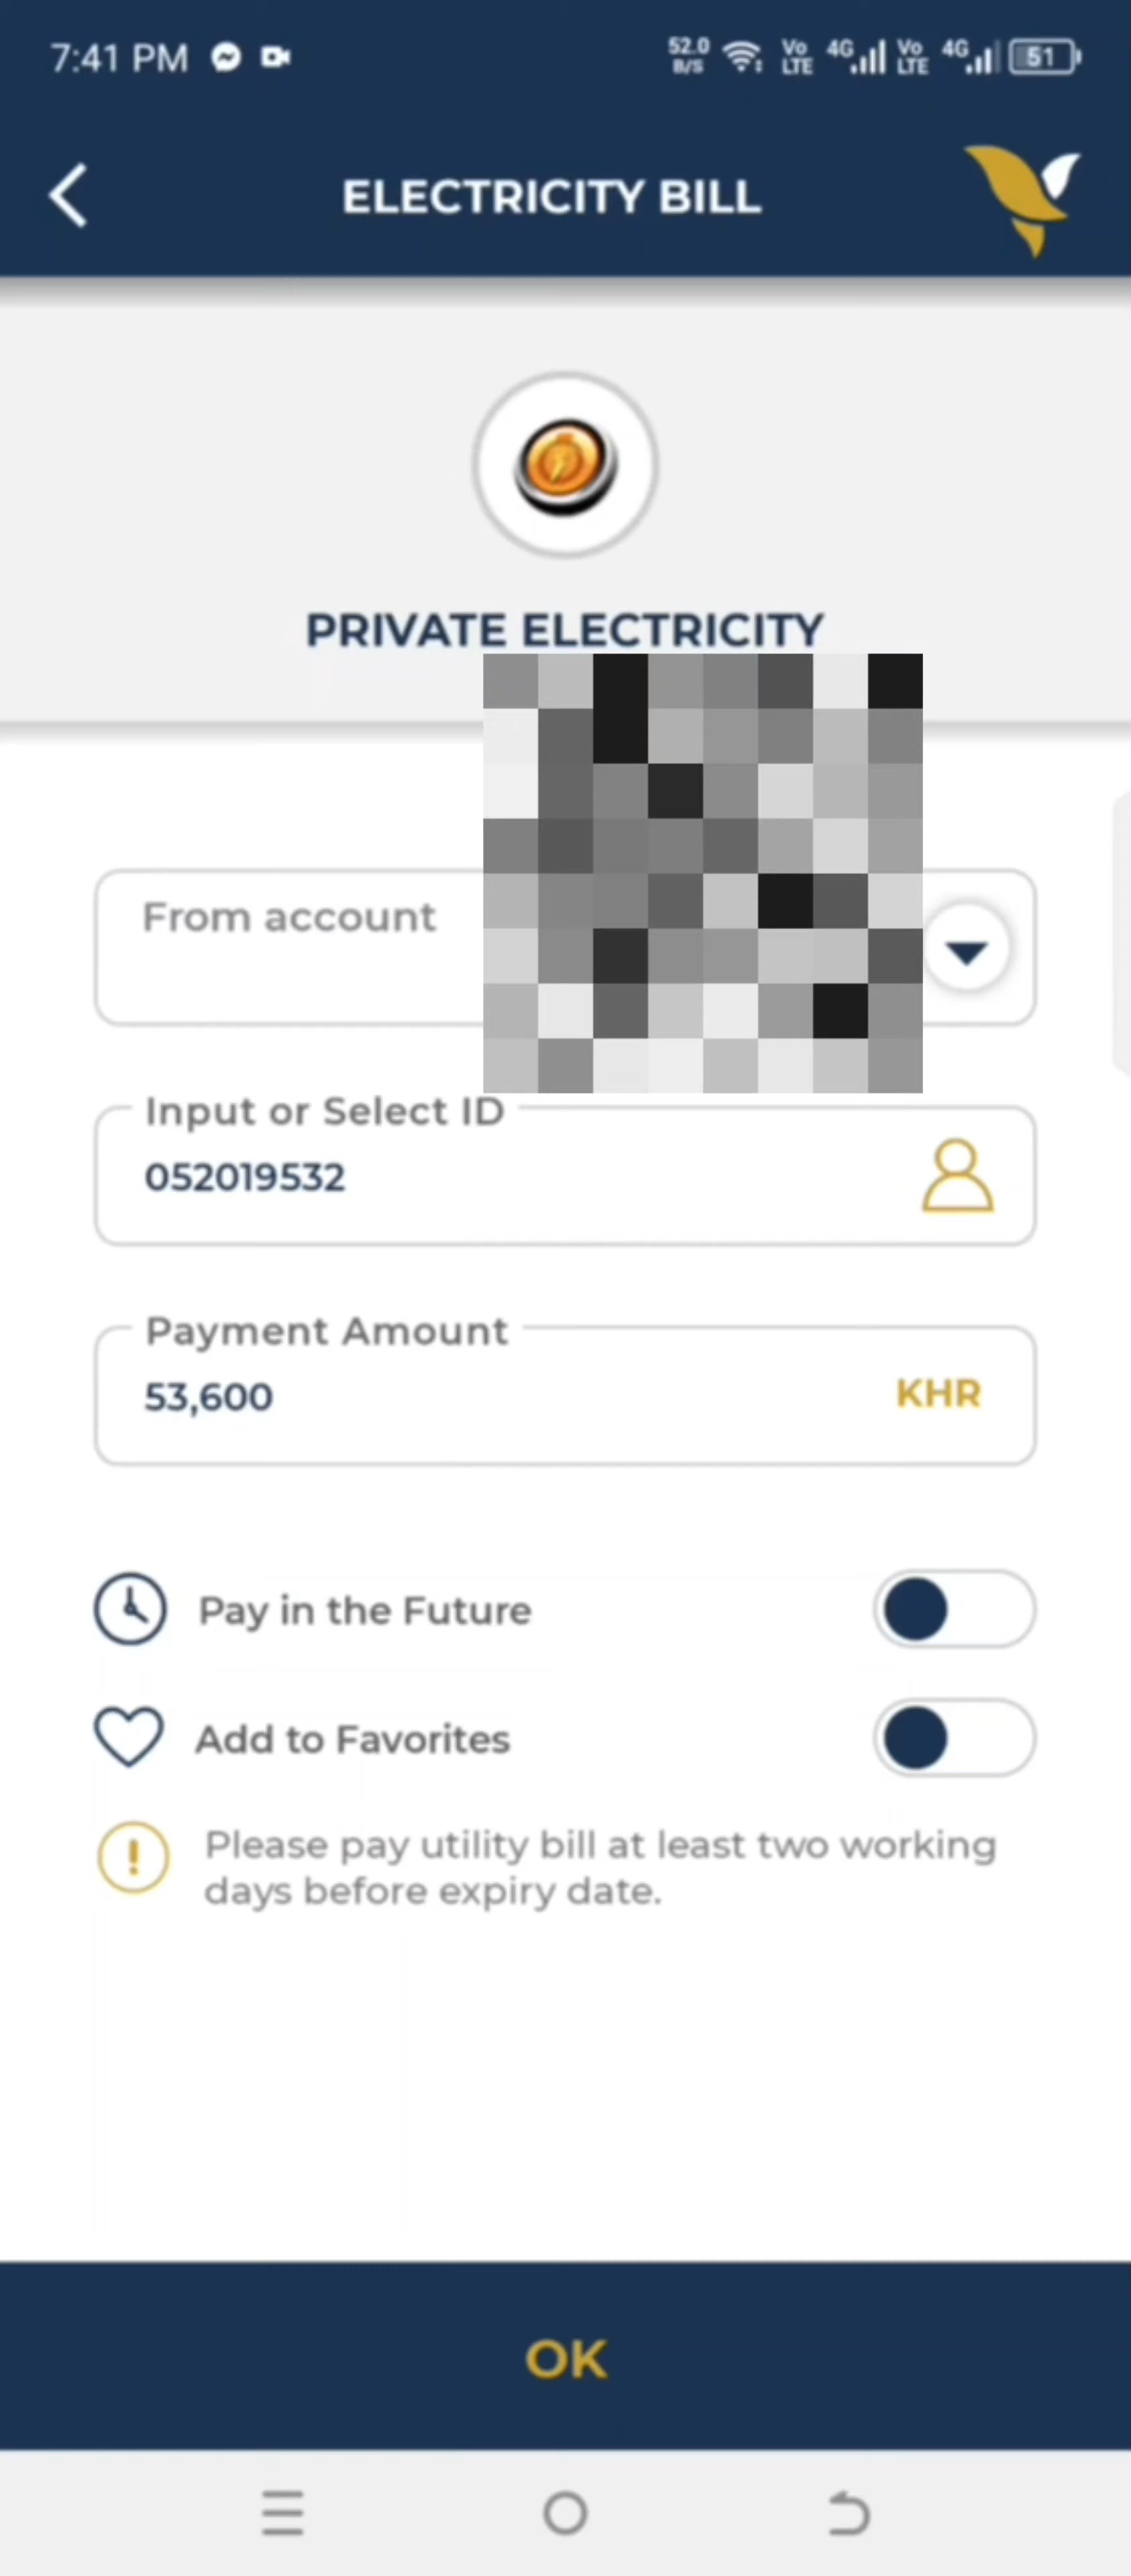 7:41 PM
52.0 B/S Vo LTE 4G Vo LTE 4G 51
ELECTRICITY BILL
PRIVATE ELECTRICITY
From account
Input or Select ID
052019532
Payment Amount
53,600 KHR
Pay in the Future
Add to Favorites
Please pay utility bill at least two working
days before expiry date.
OK